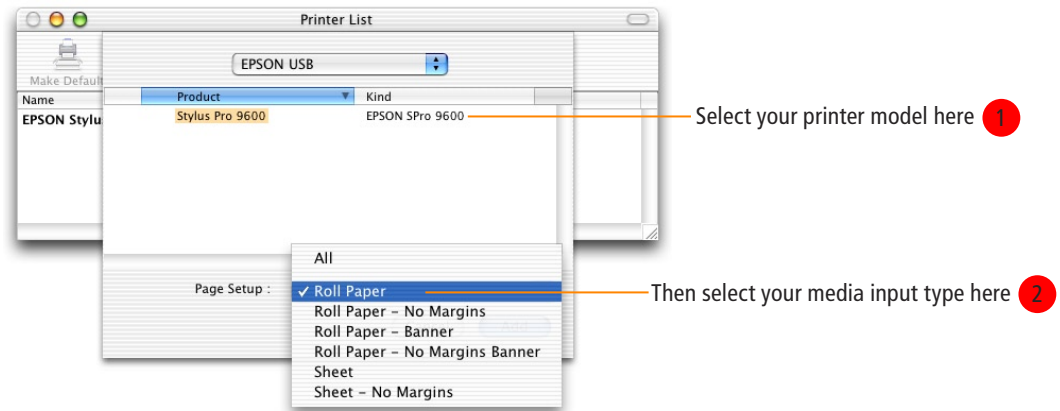 Printer List
Make Default
EPSON USB
Name
Product
Kind
EPSON Stylu
Stylus Pro 9600
EPSON SPro 9600
Select your printer model here 1
All
Page Setup :
✓ Roll Paper
Then select your media input type here 2
Roll Paper – No Margins
Roll Paper – Banner
Add
Roll Paper – No Margins Banner
Sheet
Sheet – No Margins